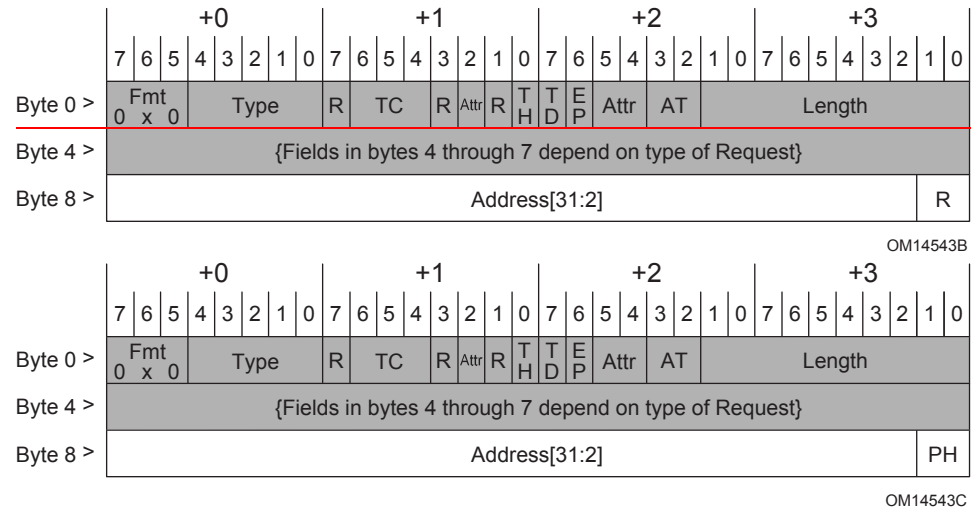 +0 +1 +2 +3
7 6 5 4 3 2 1 0 7 6 5 4 3 2 1 0 7 6 5 4 3 2 1 0 7 6 5 4 3 2 1 0
Byte 0 > Fmt 0 x 0 Type R TC R Attr R TH TD EP Attr AT Length
Byte 4 > {Fields in bytes 4 through 7 depend on type of Request}
Byte 8 > Address[31:2] R
OM14543B
+0 +1 +2 +3
7 6 5 4 3 2 1 0 7 6 5 4 3 2 1 0 7 6 5 4 3 2 1 0 7 6 5 4 3 2 1 0
Byte 0 > Fmt 0 x 0 Type R TC R Attr R TH TD EP Attr AT Length
Byte 4 > {Fields in bytes 4 through 7 depend on type of Request}
Byte 8 > Address[31:2] PH
OM14543C